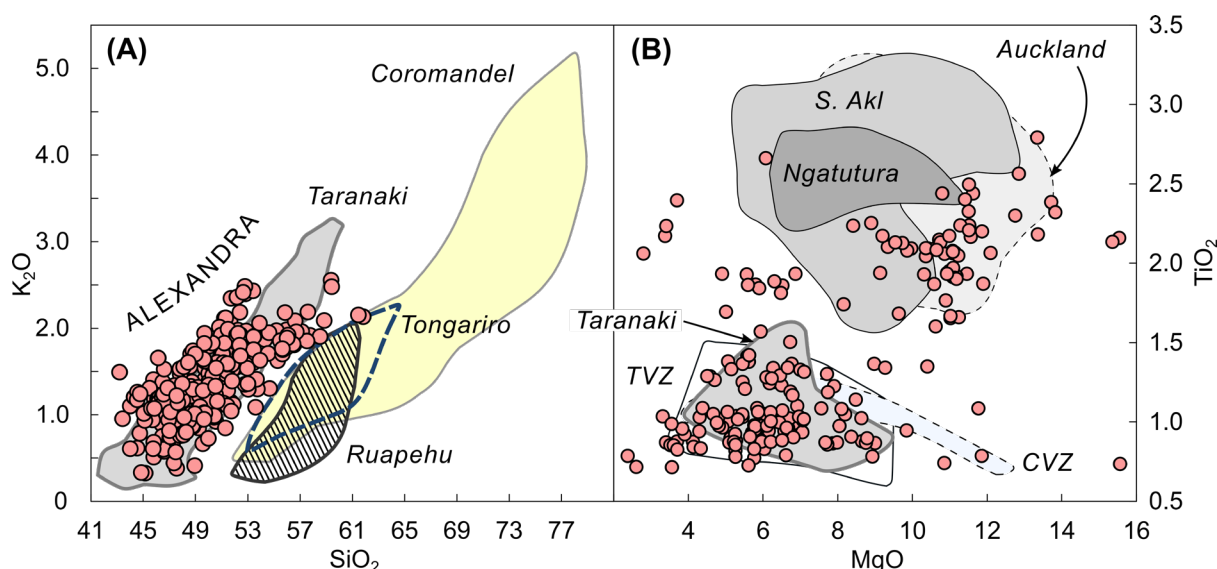 (A)
(B)
5.0
4.0
3.0
2.0
1.0
0
K2O
41 45 49 53 57 61 65 69 73 77
SiO2
Coromandel
Taranaki
ALEXANDRA
Tongariro
Ruapehu
Auckland
S. Akl
Ngatutura
Taranaki
TVZ
CVZ
3.5
3.0
2.5
2.0
1.5
1.0
0.5
TiO2
4 6 8 10 12 14 16
MgO